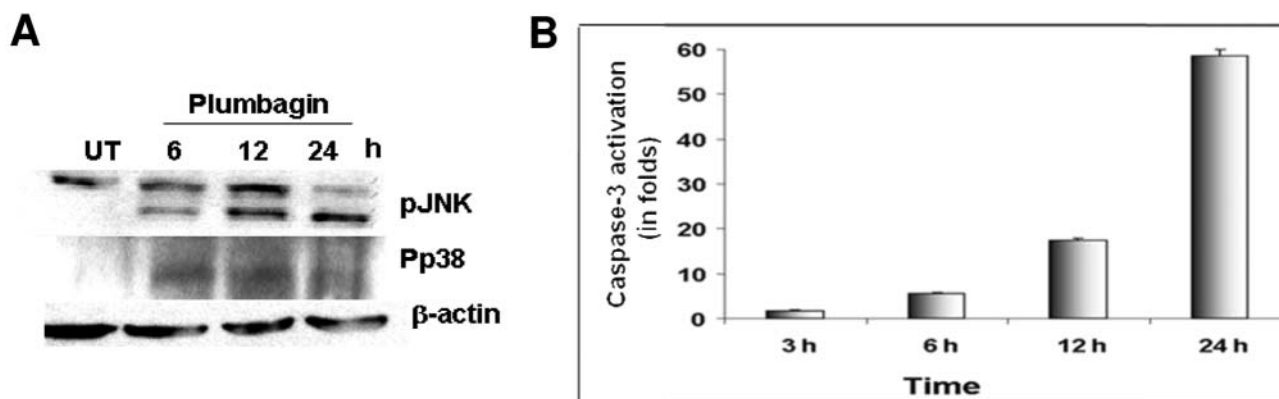 A
Plumbagin
UT 6 12 24 h
pJNK
Pp38
β-actin
B
Caspase-3 activation
(in folds)
60
50
40
30
20
10
0
3 h 6 h 12 h 24 h
Time